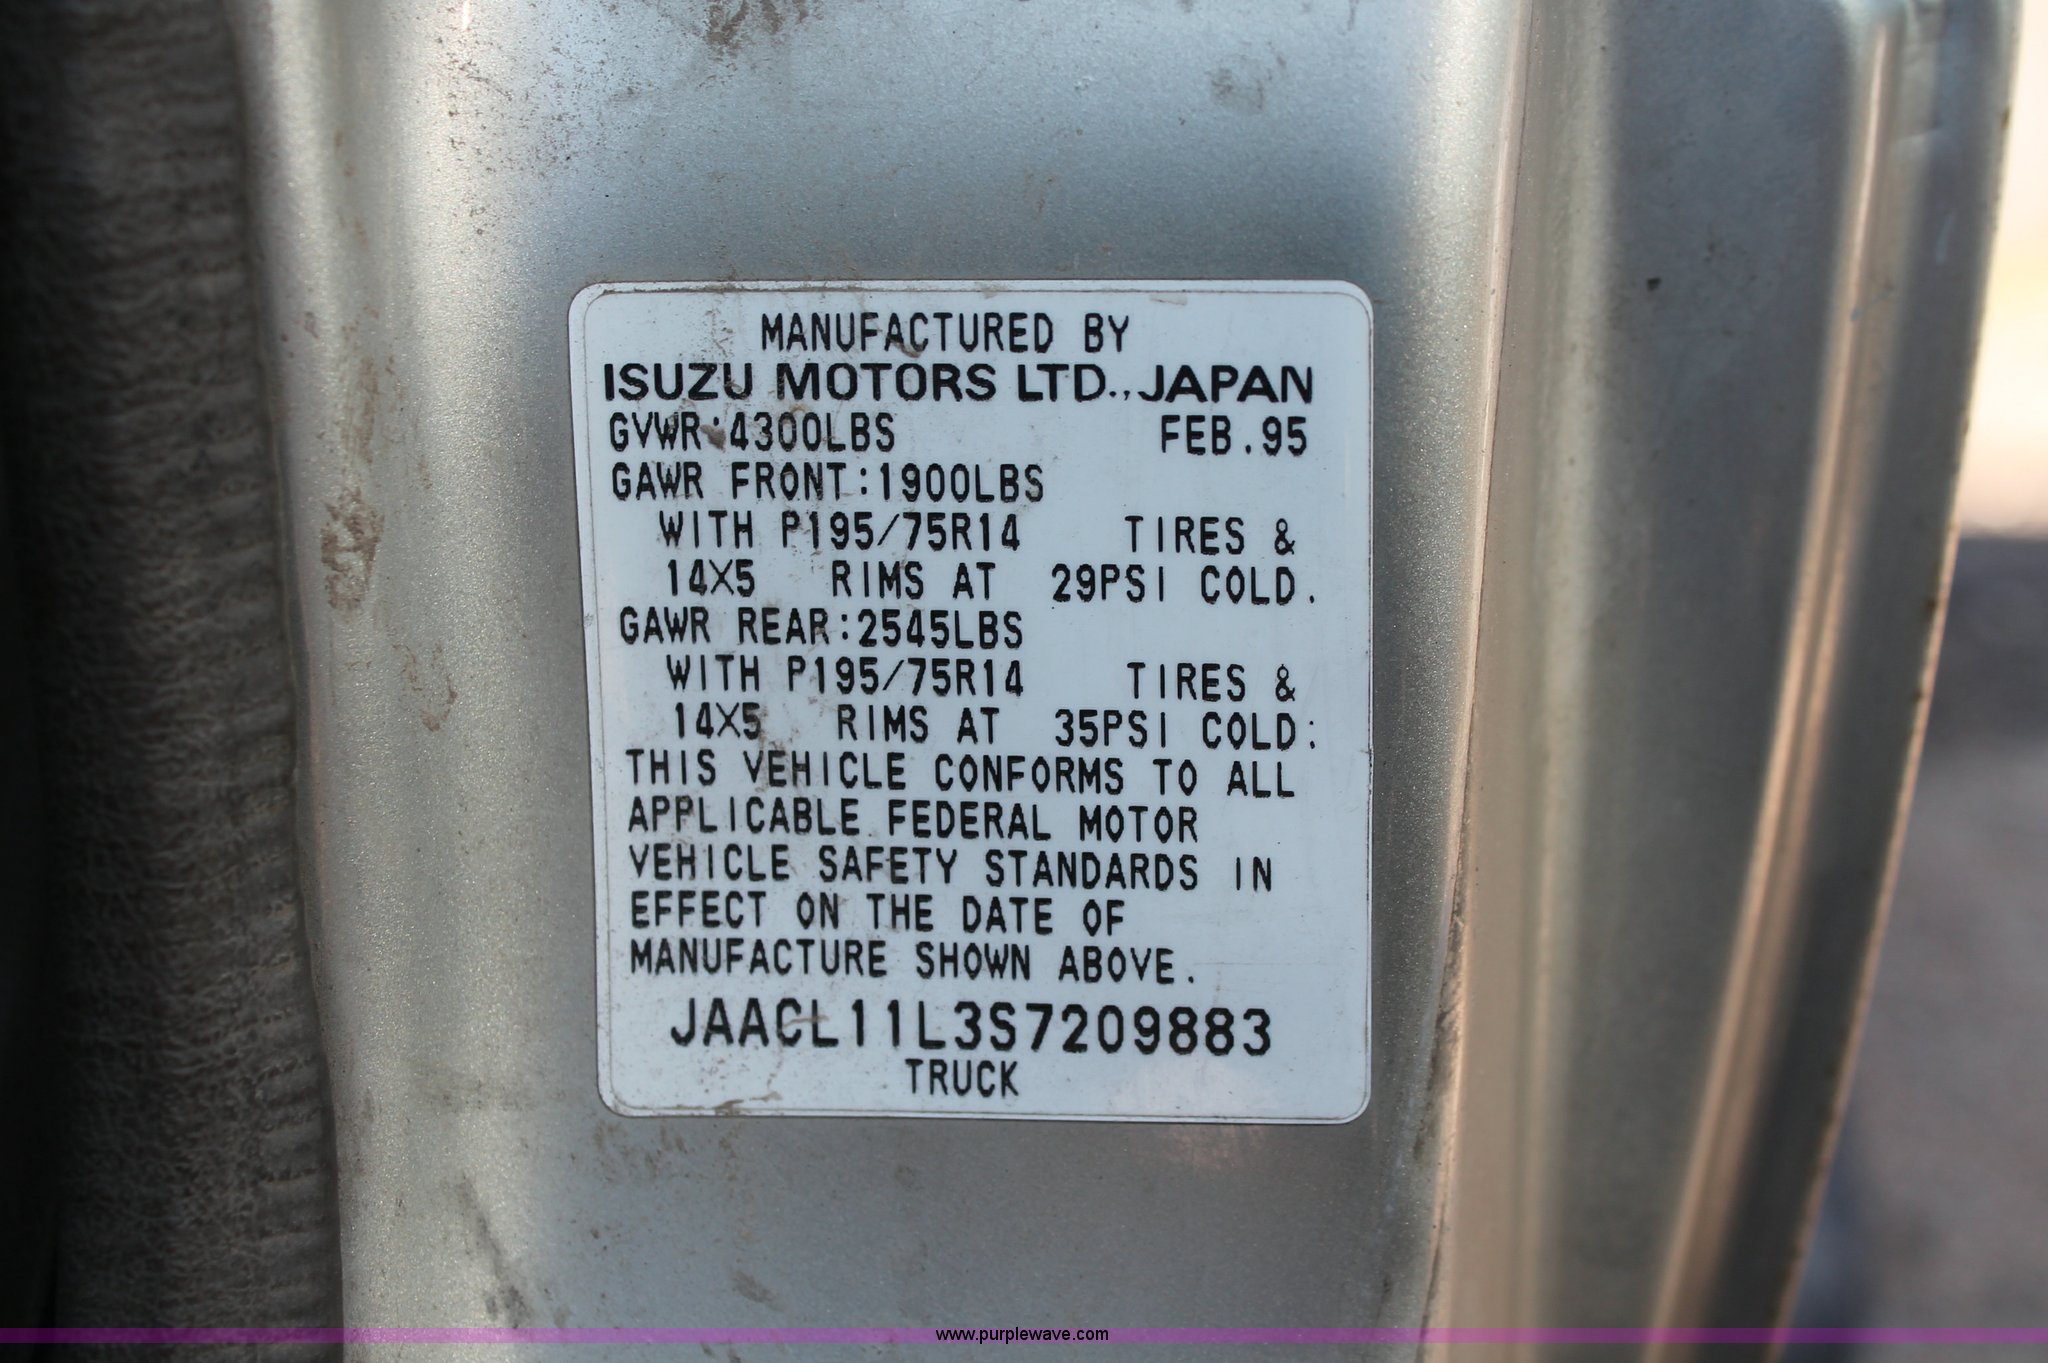 MANUFACTURED BY
ISUZU MOTORS LTD., JAPAN
GVWR:4300LBS FEB.95
GAWR FRONT:1900LBS
WITH P195/75R14 TIRES &
14X5 RIMS AT 29PSI COLD.
GAWR REAR:2545LBS
WITH P195/75R14 TIRES &
14X5 RIMS AT 35PSI COLD:
THIS VEHICLE CONFORMS TO ALL
APPLICABLE FEDERAL MOTOR
VEHICLE SAFETY STANDARDS IN
EFFECT ON THE DATE OF
MANUFACTURE SHOWN ABOVE.
JAACL11L3S7209883
TRUCK
www.purplewave.com